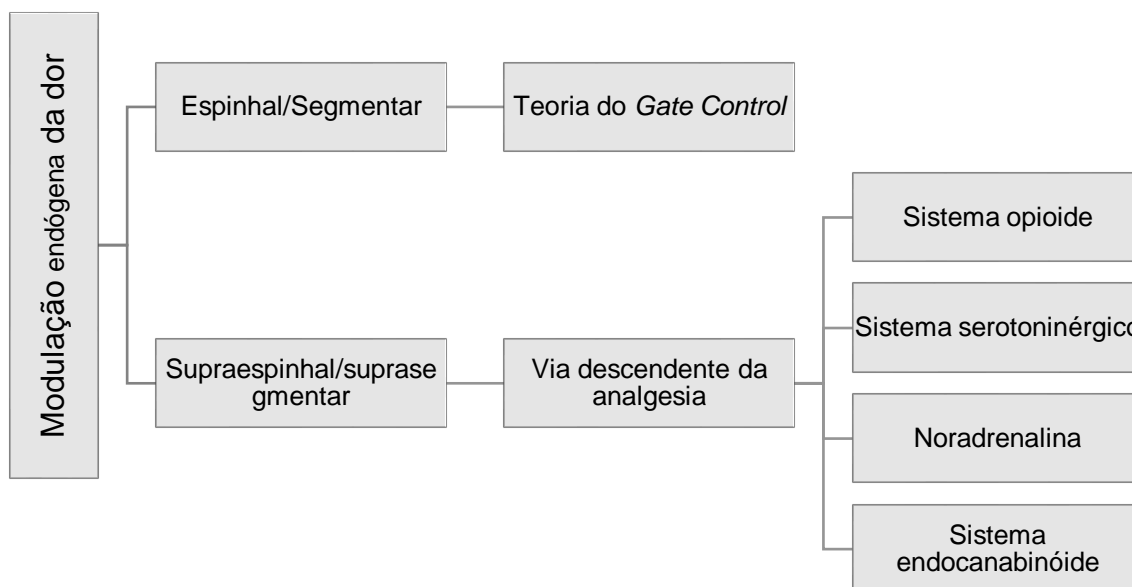 Modulação endógena da dor
Espinhal/Segmentar
Teoria do Gate Control
Supraespinhal/suprase
gmentar
Via descendente da
analgesia
Sistema opioide
Sistema serotoninérgico
Noradrenalina
Sistema
endocanabinóide